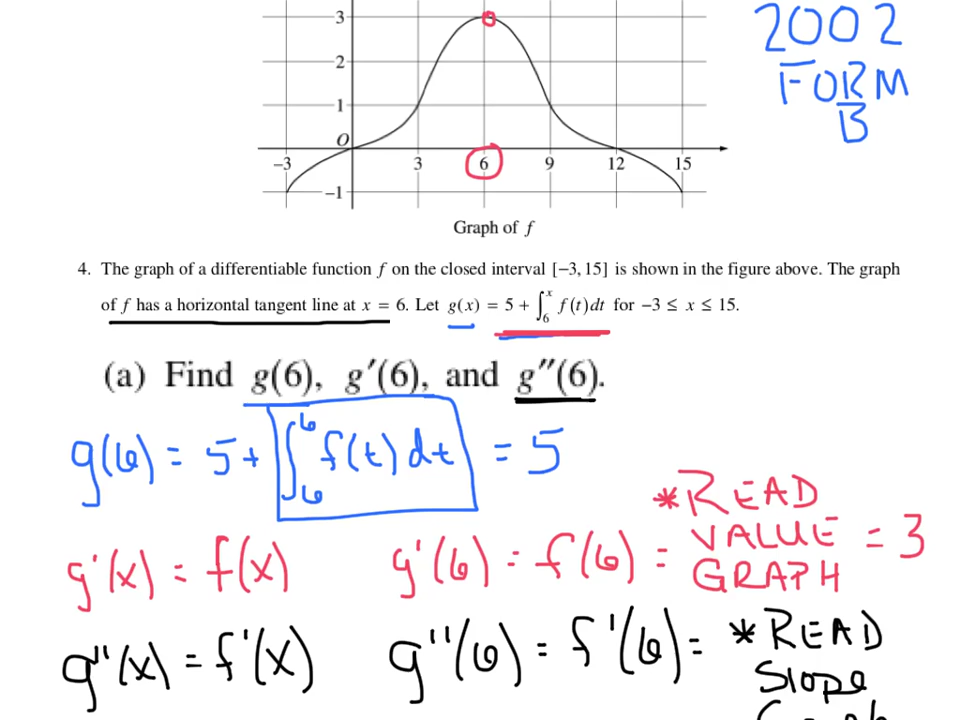 3
2
1
O
-3 3 6 9 12 15
-1
2002
FORM
B
Graph of f
4. The graph of a differentiable function f on the closed interval [−3, 15] is shown in the figure above. The graph
of f has a horizontal tangent line at x = 6. Let g(x) = 5 + ∫₆ˣ f(t)dt for −3 ≤ x ≤ 15.
(a) Find g(6), g′(6), and g″(6).
g(6) = 5 + ∫₆⁶ f(t) dt = 5
g'(x) = f(x) g'(6) = f(6) = *READ
VALUE = 3
GRAPH
g''(x) = f'(x) g''(6) = f'(6) = *READ
Slope